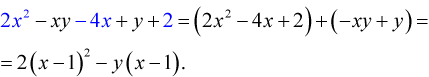 2x² − xy − 4x + y + 2 = (2x² − 4x + 2) + (−xy + y) =
= 2(x − 1)² − y(x − 1).